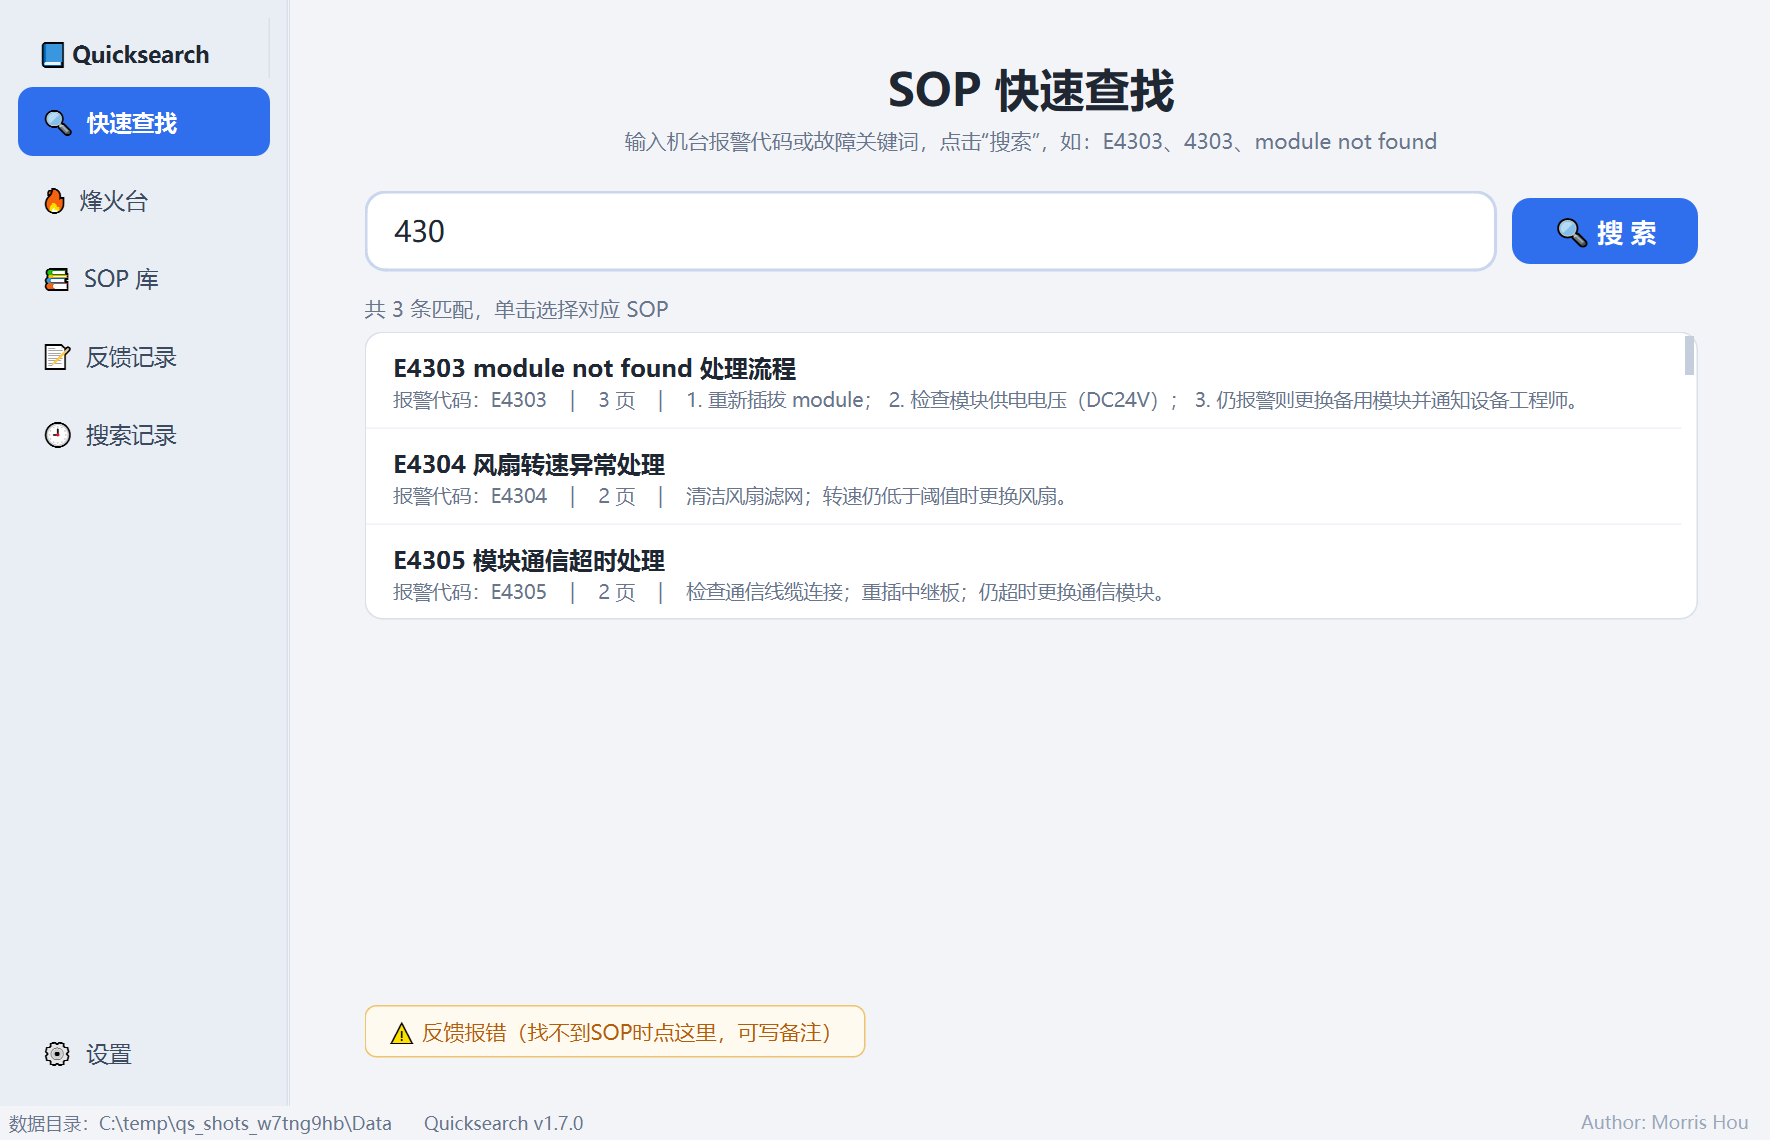 Quicksearch
快速查找
烽火台
SOP 库
反馈记录
搜索记录
设置
SOP 快速查找
输入机台报警代码或故障关键词，点击“搜索”，如：E4303、4303、module not found
430
搜 索
共 3 条匹配，单击选择对应 SOP
E4303 module not found 处理流程
报警代码：E4303 | 3 页 | 1. 重新插拔 module； 2. 检查模块供电电压（DC24V）； 3. 仍报警则更换备用模块并通知设备工程师。
E4304 风扇转速异常处理
报警代码：E4304 | 2 页 | 清洁风扇滤网；转速仍低于阈值时更换风扇。
E4305 模块通信超时处理
报警代码：E4305 | 2 页 | 检查通信线缆连接；重插中继板；仍超时更换通信模块。
反馈报错（找不到SOP时点这里，可写备注）
数据目录：C:\temp\qs_shots_w7tng9hb\Data Quicksearch v1.7.0
Author: Morris Hou